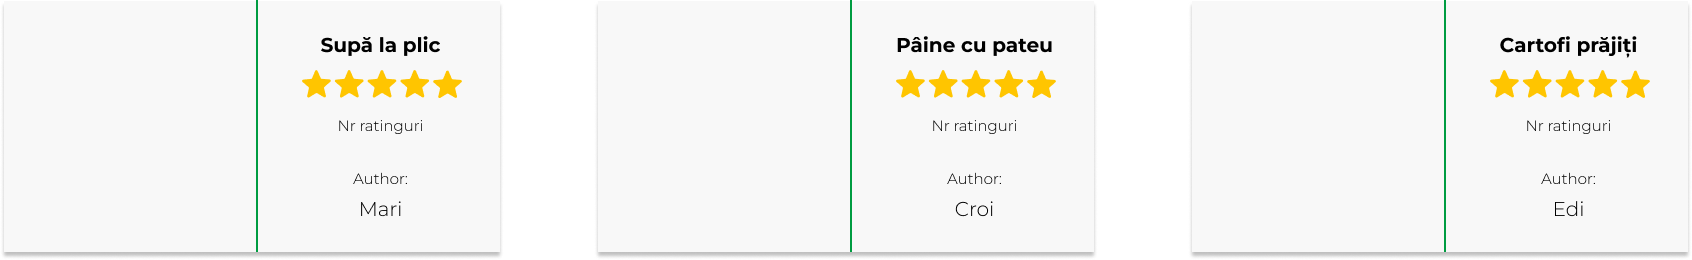 Supă la plic
Nr ratinguri
Author:
Mari
Pâine cu pateu
Nr ratinguri
Author:
Croi
Cartofi prăjiți
Nr ratinguri
Author:
Edi